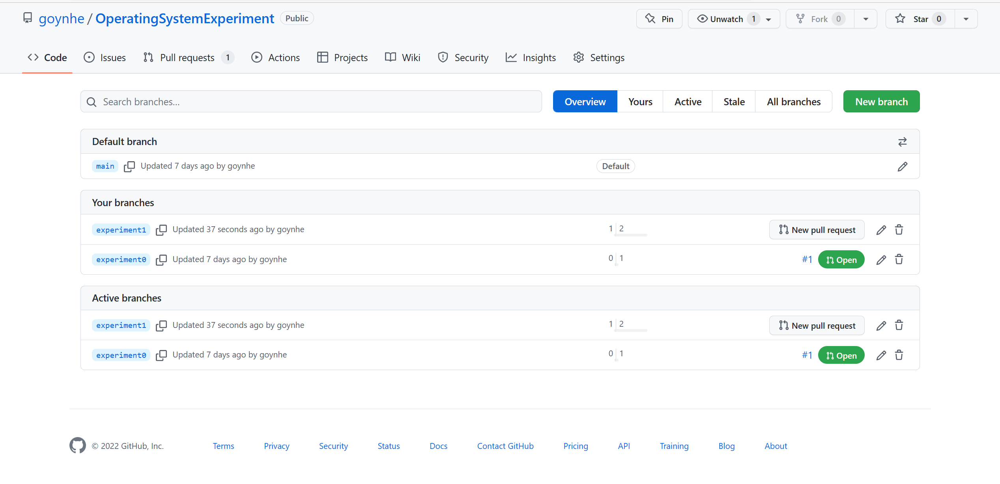 goynhe / OperatingSystemExperiment Public Pin Unwatch 1 Fork 0 Star 0
Code Issues Pull requests 1 Actions Projects Wiki Security Insights Settings
Search branches... Overview Yours Active Stale All branches New branch
Default branch
main Updated 7 days ago by goynhe Default
Your branches
experiment1 Updated 37 seconds ago by goynhe 1 2 New pull request
experiment0 Updated 7 days ago by goynhe 0 1 #1 Open
Active branches
experiment1 Updated 37 seconds ago by goynhe 1 2 New pull request
experiment0 Updated 7 days ago by goynhe 0 1 #1 Open
© 2022 GitHub, Inc. Terms Privacy Security Status Docs Contact GitHub Pricing API Training Blog About